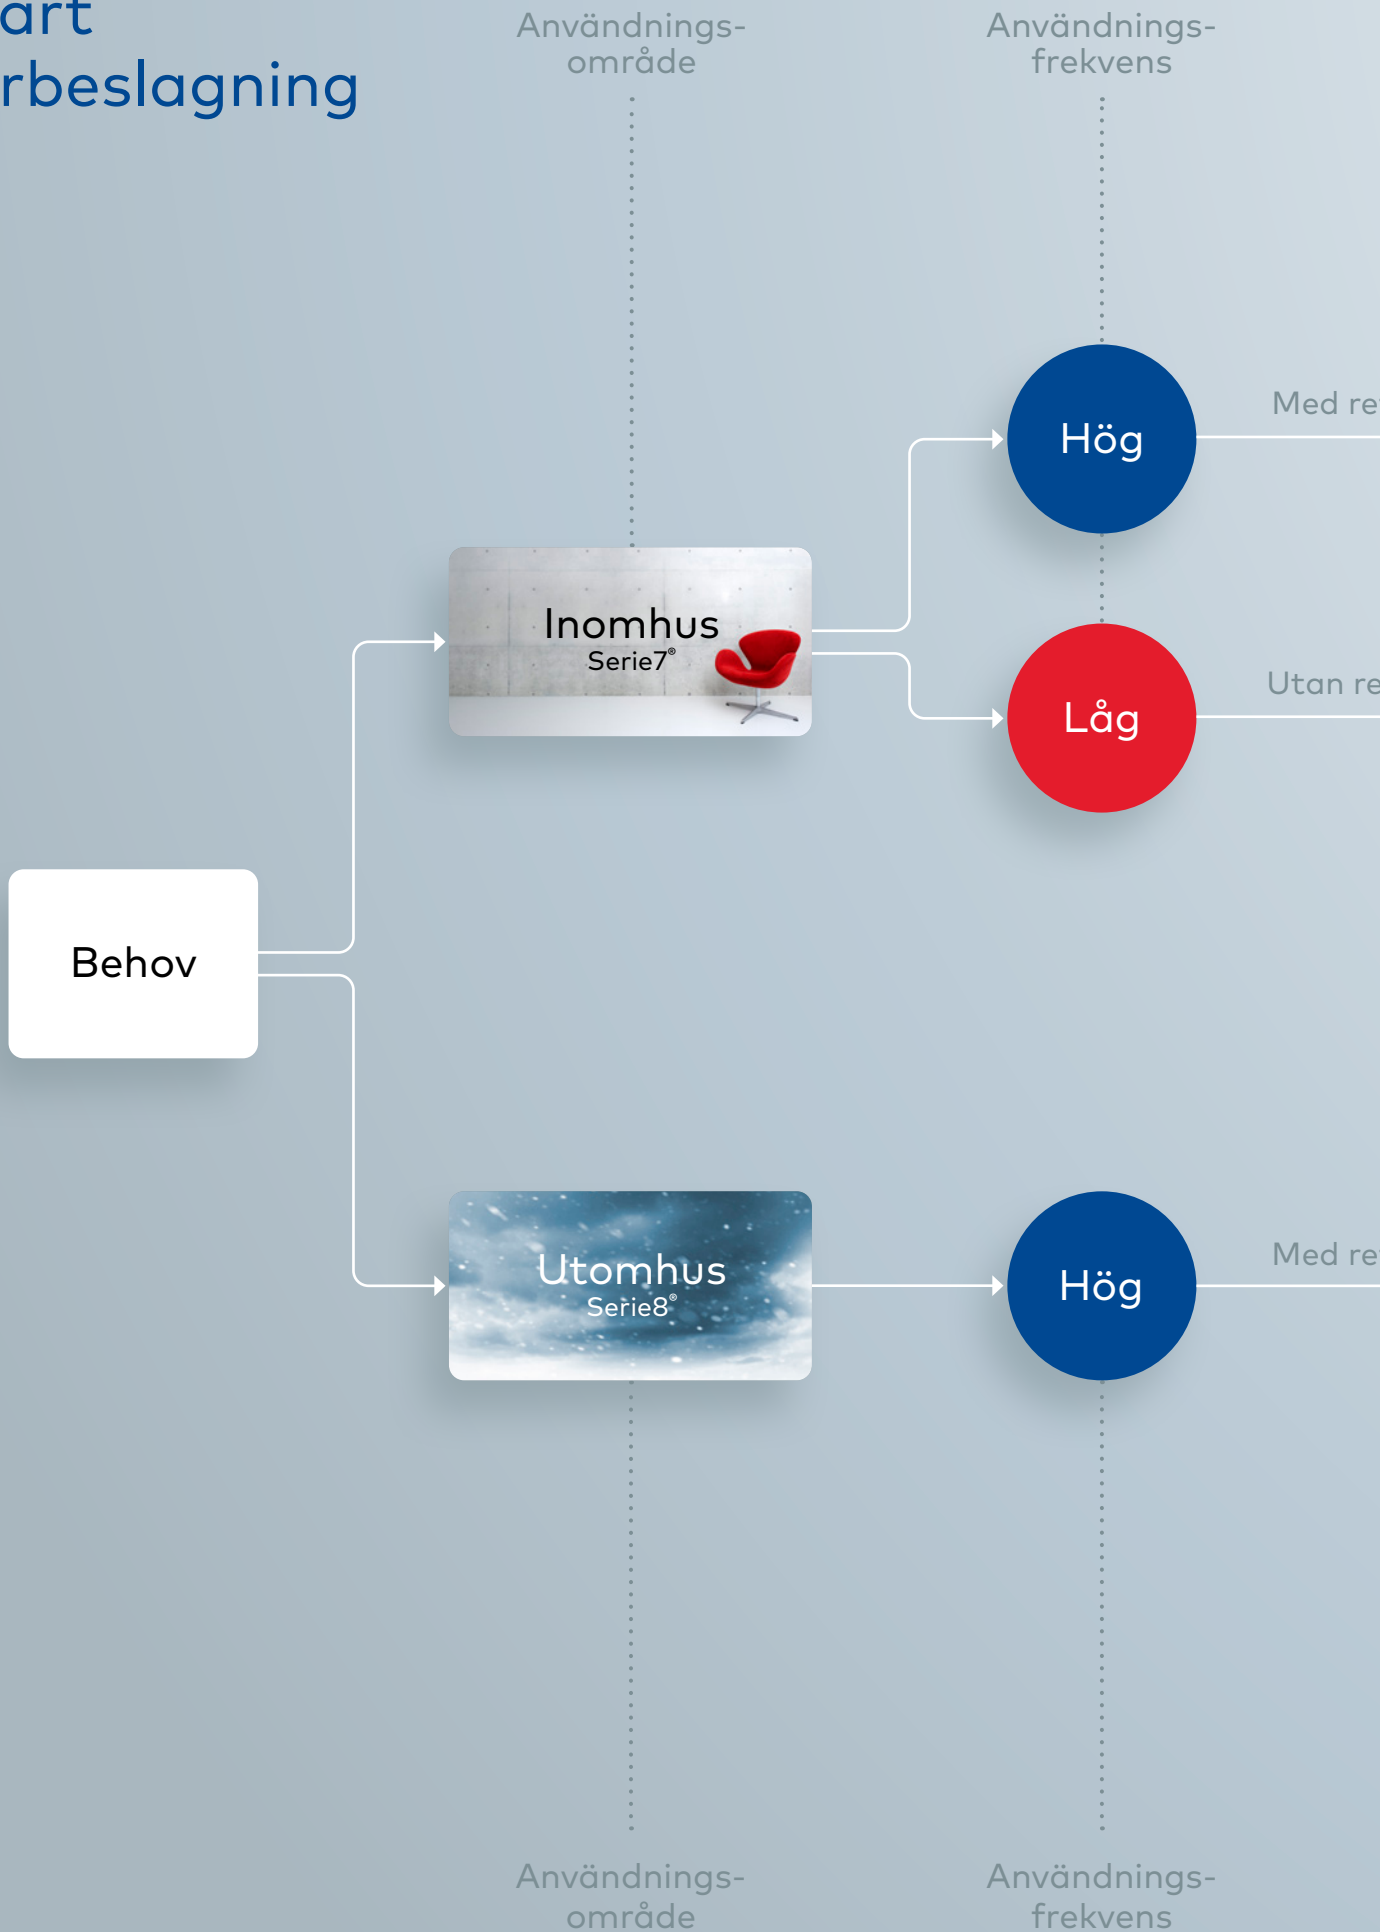 art
rbeslagning
Användnings-
område
Användnings-
frekvens
Hög
Med re
Inomhus
Serie7®
Låg
Utan re
Behov
Utomhus
Serie8®
Hög
Med re
Användnings-
område
Användnings-
frekvens